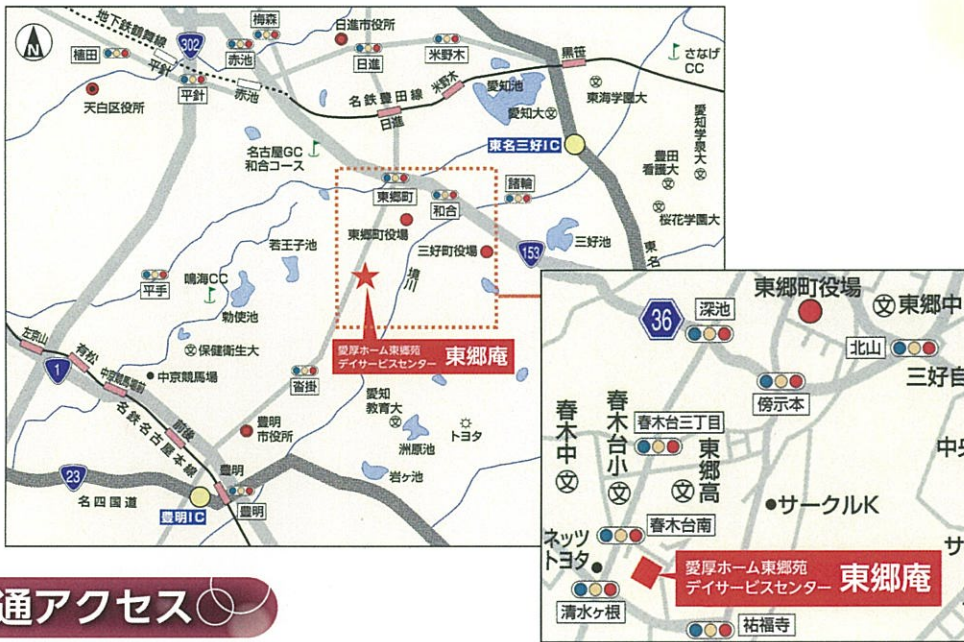 N
地下鉄鶴舞線
302
梅森
日進市役所
植田
平針
赤池
日進
米野木
黒笹
さなげ
CC
平針
赤池
天白区役所
名鉄豊田線
日進
米野木
愛知池
愛知大
東海学園大
愛知学泉大
名古屋GC
和合コース
東名三好IC
豊田
看護大
桜花学園大
東郷町
和合
諸輪
東郷町役場
三好町役場
153
三好池
東名
若王子池
境川
平手
鳴海CC
勅使池
保健衛生大
愛厚ホーム東郷苑
デイサービスセンター 東郷庵
左京山
有松
1
中京競馬場前
中京競馬場
沓掛
愛知
教育大
洲原池
トヨタ
前後
名鉄名古屋本線
豊明
市役所
岩ヶ池
23
名四国道
豊明
豊明IC
豊明
36
深池
東郷町役場
東郷中
北山
三好自
傍示本
春木中
春木台小
春木台三丁目
東郷高
中央
サークルK
春木台南
ネッツ
トヨタ
サ
愛厚ホーム東郷苑
デイサービスセンター 東郷庵
清水ヶ根
祐福寺
通アクセス